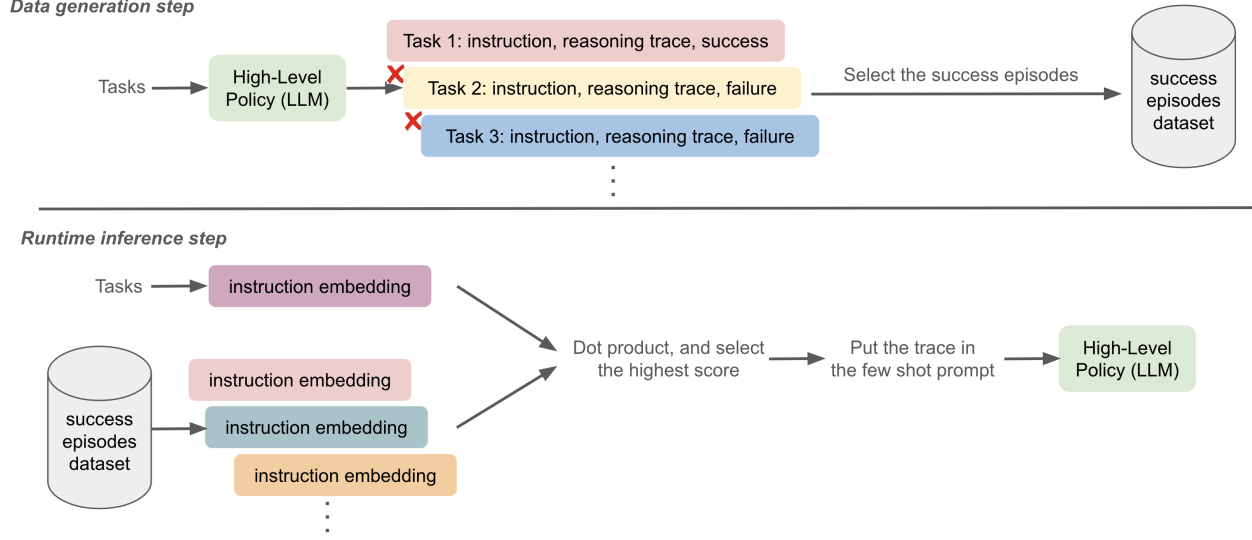 Data generation step
Tasks
High-Level
Policy (LLM)
Task 1: instruction, reasoning trace, success
Task 2: instruction, reasoning trace, failure
Task 3: instruction, reasoning trace, failure
Select the success episodes
success
episodes
dataset
Runtime inference step
Tasks
instruction embedding
success
episodes
dataset
instruction embedding
instruction embedding
instruction embedding
Dot product, and select
the highest score
Put the trace in
the few shot prompt
High-Level
Policy (LLM)